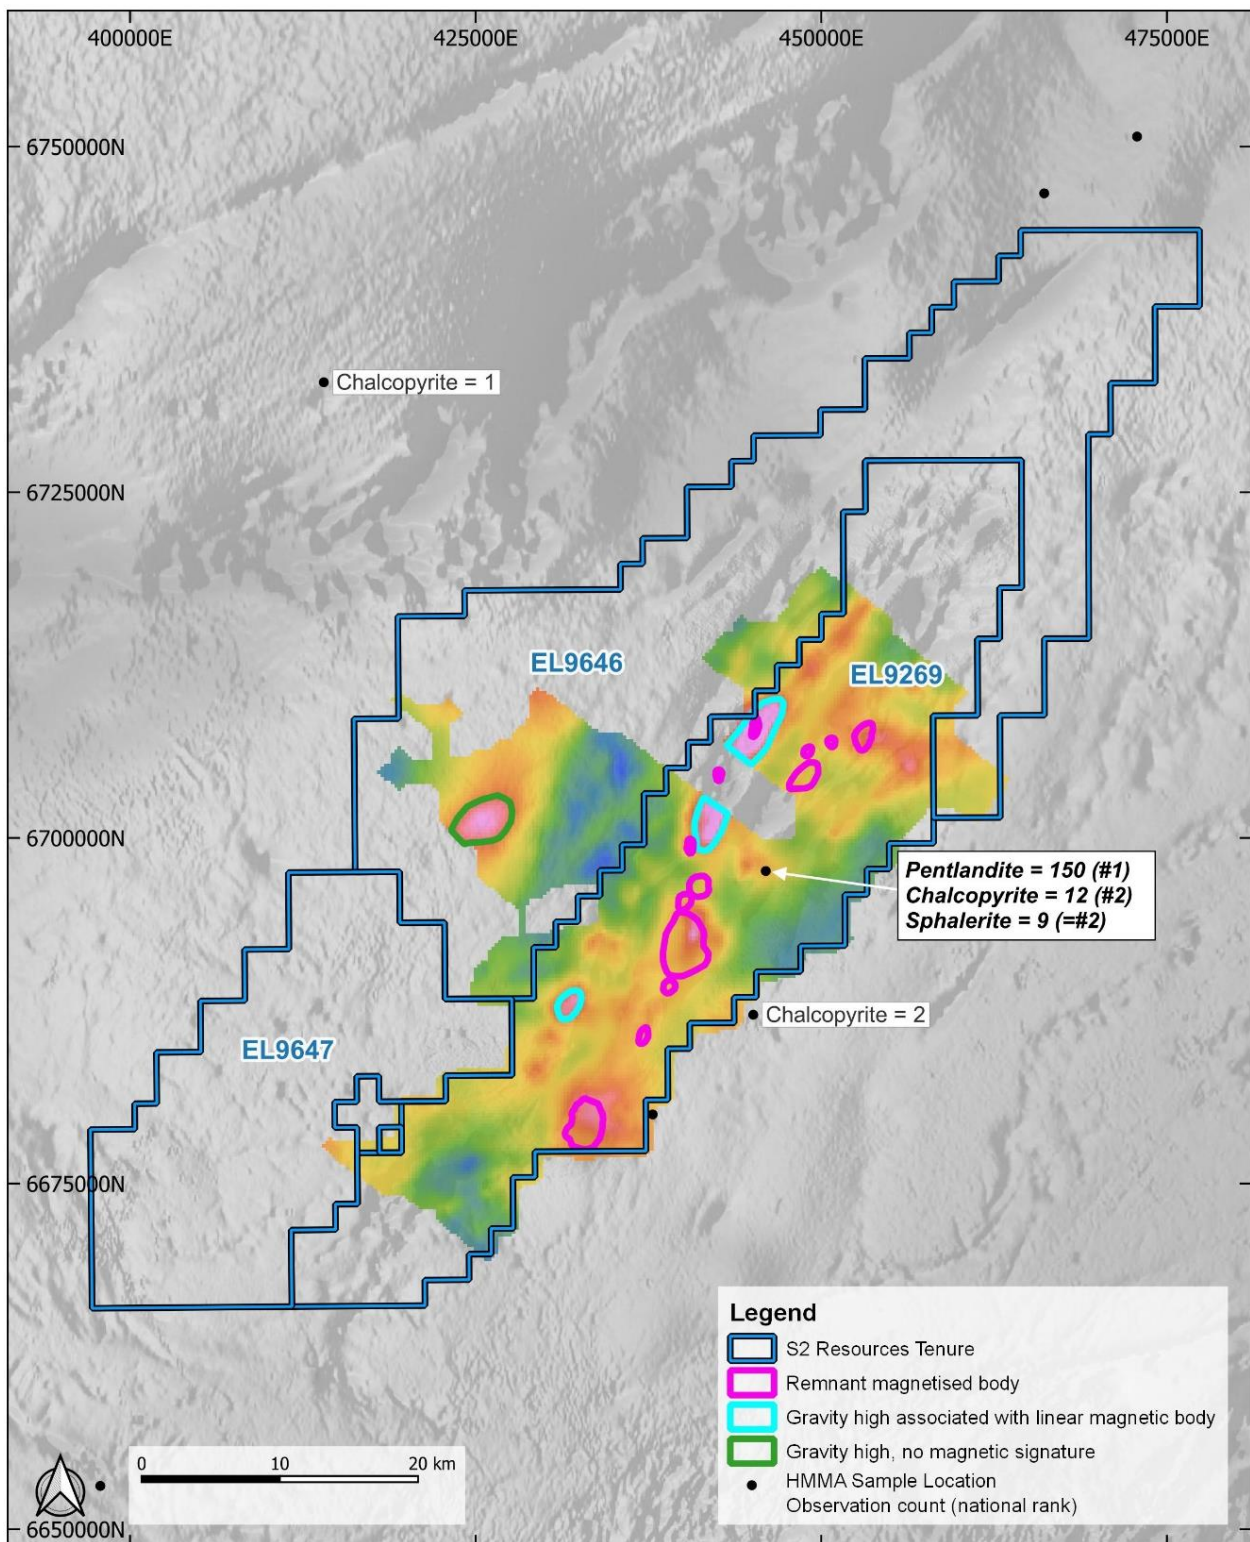 400000E 425000E 450000E 475000E
6750000N
Chalcopyrite = 1
6725000N
EL9646
EL9269
6700000N
Pentlandite = 150 (#1)
Chalcopyrite = 12 (#2)
Sphalerite = 9 (=#2)
Chalcopyrite = 2
EL9647
6675000N
Legend
S2 Resources Tenure
Remnant magnetised body
Gravity high associated with linear magnetic body
Gravity high, no magnetic signature
HMMA Sample Location
Observation count (national rank)
0 10 20 km
6650000N